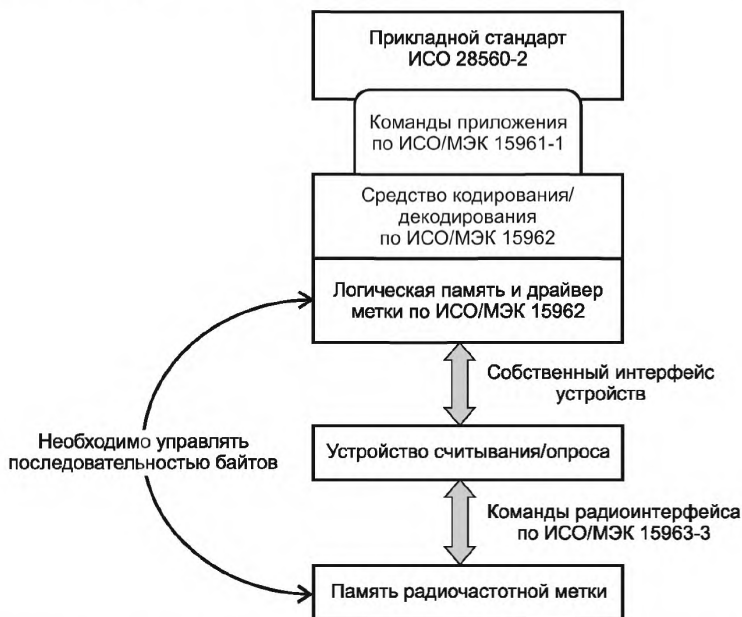 Прикладной стандарт
ИСО 28560-2
Команды приложения
по ИСО/МЭК 15961-1
Средство кодирования/
декодирования
по ИСО/МЭК 15962
Логическая память и драйвер
метки по ИСО/МЭК 15962
Собственный интерфейс
устройств
Необходимо управлять
последовательностью байтов
Устройство считывания/опроса
Команды радиоинтерфейса
по ИСО/МЭК 15963-3
Память радиочастотной метки